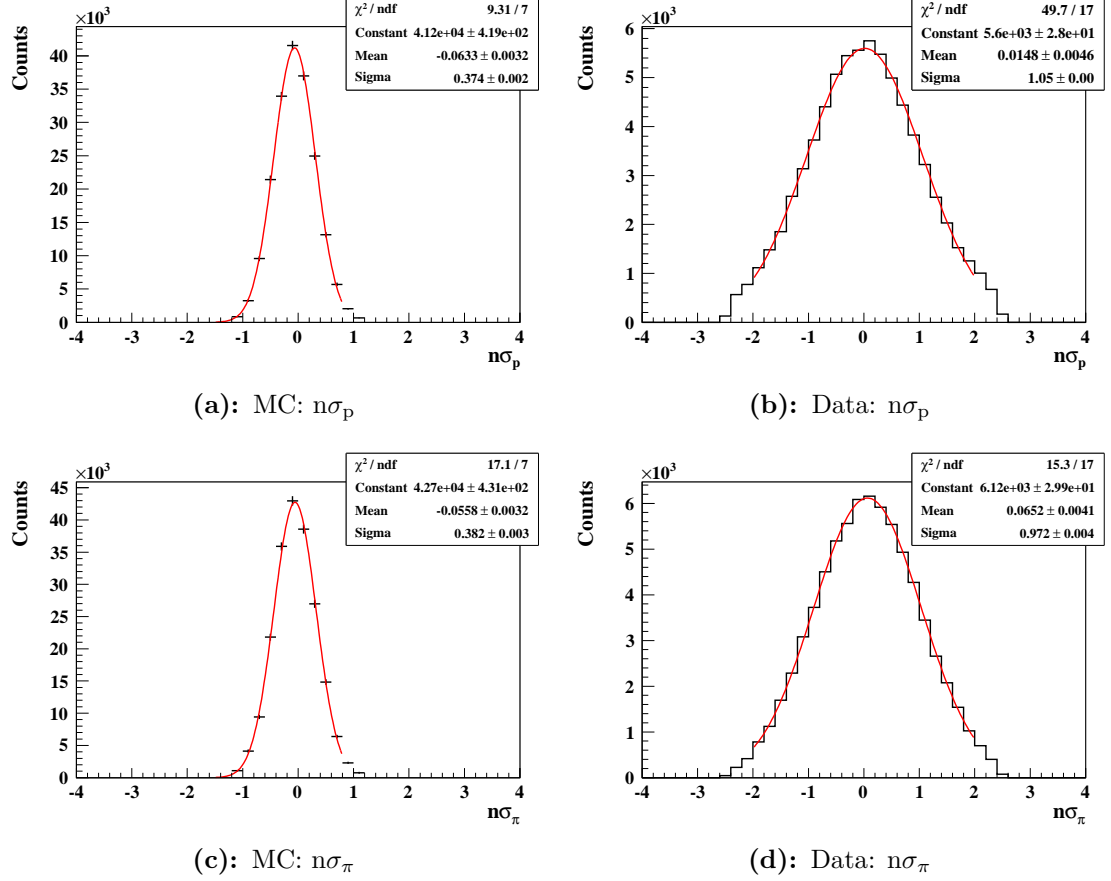 ×10³
Counts
χ² / ndf 9.31 / 7
Constant 4.12e+04 ± 4.19e+02
Mean -0.0633 ± 0.0032
Sigma 0.374 ± 0.002
40
35
30
25
20
15
10
5
0
-4 -3 -2 -1 0 1 2 3 4
nσp
(a): MC: nσp
×10³
Counts
χ² / ndf 49.7 / 17
Constant 5.6e+03 ± 2.8e+01
Mean 0.0148 ± 0.0046
Sigma 1.05 ± 0.00
6
5
4
3
2
1
0
-4 -3 -2 -1 0 1 2 3 4
nσp
(b): Data: nσp
×10³
Counts
χ² / ndf 17.1 / 7
Constant 4.27e+04 ± 4.31e+02
Mean -0.0558 ± 0.0032
Sigma 0.382 ± 0.003
45
40
35
30
25
20
15
10
5
0
-4 -3 -2 -1 0 1 2 3 4
nσπ
(c): MC: nσπ
×10³
Counts
χ² / ndf 15.3 / 17
Constant 6.12e+03 ± 2.99e+01
Mean 0.0652 ± 0.0041
Sigma 0.972 ± 0.004
6
5
4
3
2
1
0
-4 -3 -2 -1 0 1 2 3 4
nσπ
(d): Data: nσπ